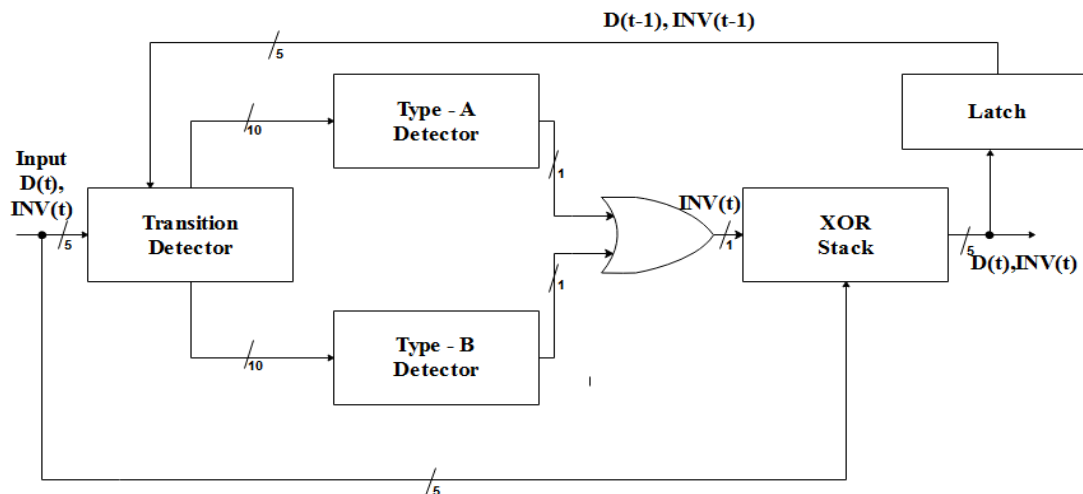 D(t-1), INV(t-1)
5
Latch
Type - A
Detector
10
1
Input
D(t),
INV(t)
5
Transition
Detector
INV(t)
1
XOR
Stack
5
D(t),INV(t)
1
Type - B
Detector
10
5